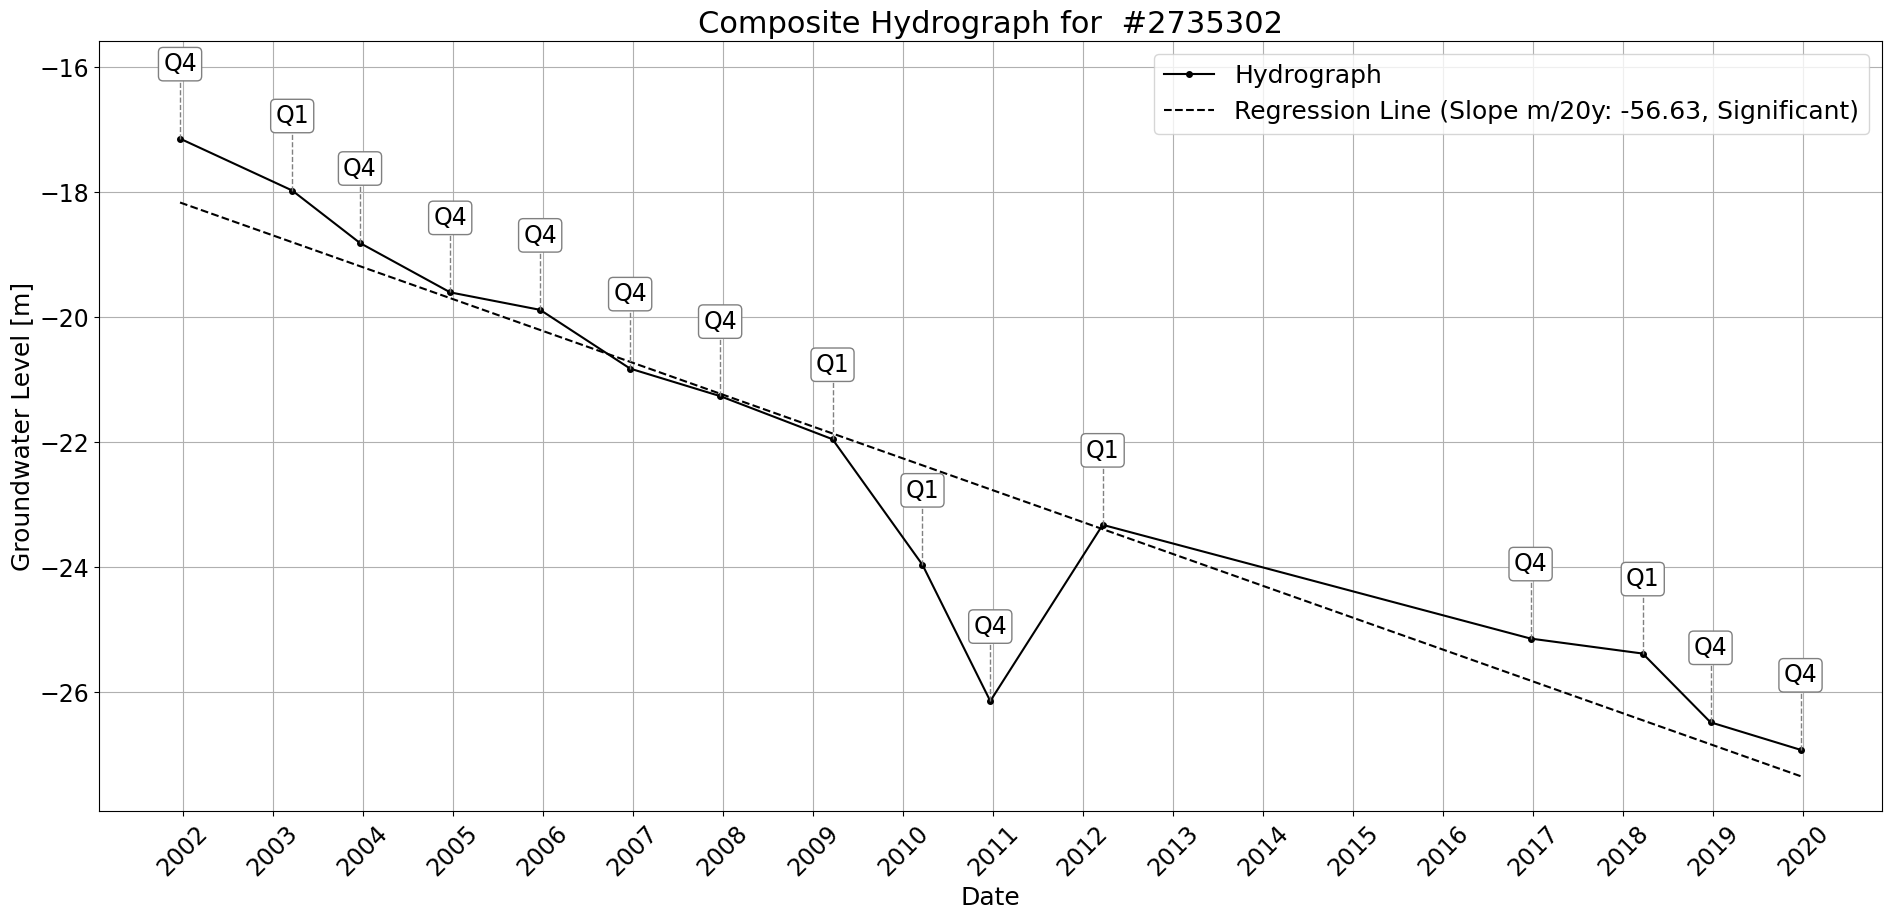 Composite Hydrograph for  #2735302
Hydrograph
Regression Line (Slope m/20y: -56.63, Significant)
Groundwater Level [m]
−16
−18
−20
−22
−24
−26
Q4
Q1
Q4
Q4
Q4
Q4
Q4
Q1
Q1
Q4
Q1
Q4
Q1
Q4
Q4
2002
2003
2004
2005
2006
2007
2008
2009
2010
2011
2012
2013
2014
2015
2016
2017
2018
2019
2020
Date